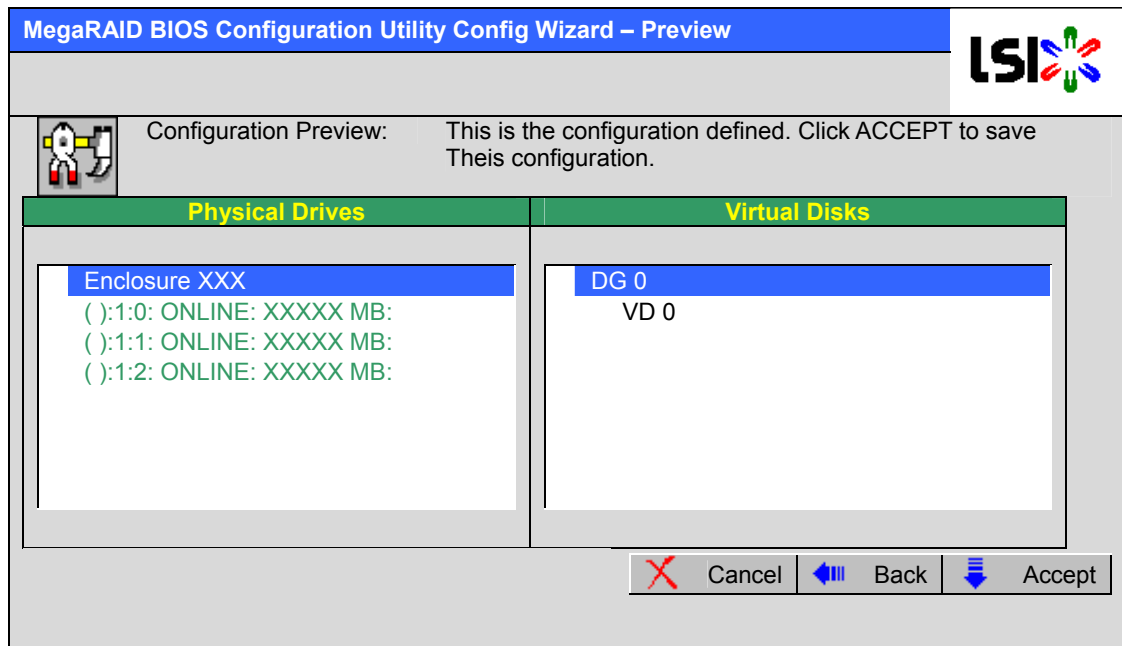 MegaRAID BIOS Configuration Utility Config Wizard – Preview
LSI
Configuration Preview:
This is the configuration defined. Click ACCEPT to save
Theis configuration.
Physical Drives
Virtual Disks
Enclosure XXX
( ):1:0: ONLINE: XXXXX MB:
( ):1:1: ONLINE: XXXXX MB:
( ):1:2: ONLINE: XXXXX MB:
DG 0
VD 0
Cancel
Back
Accept